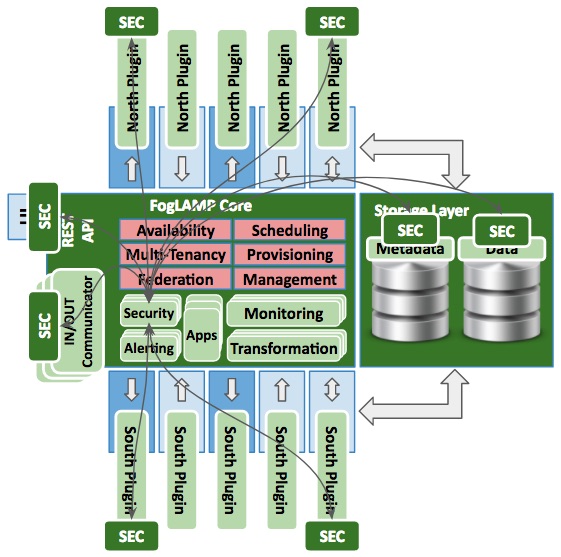 SEC
SEC
North Plugin
North Plugin
North Plugin
North Plugin
North Plugin
FogLAMP Core
Storage Layer
SEC
REST
API
SEC
SEC
Availability
Scheduling
Multi-Tenancy
Provisioning
Metadata
Data
Federation
Management
SEC
IN/OUT
Communicator
Security
Apps
Monitoring
Alerting
Transformation
South Plugin
South Plugin
South Plugin
South Plugin
South Plugin
SEC
SEC